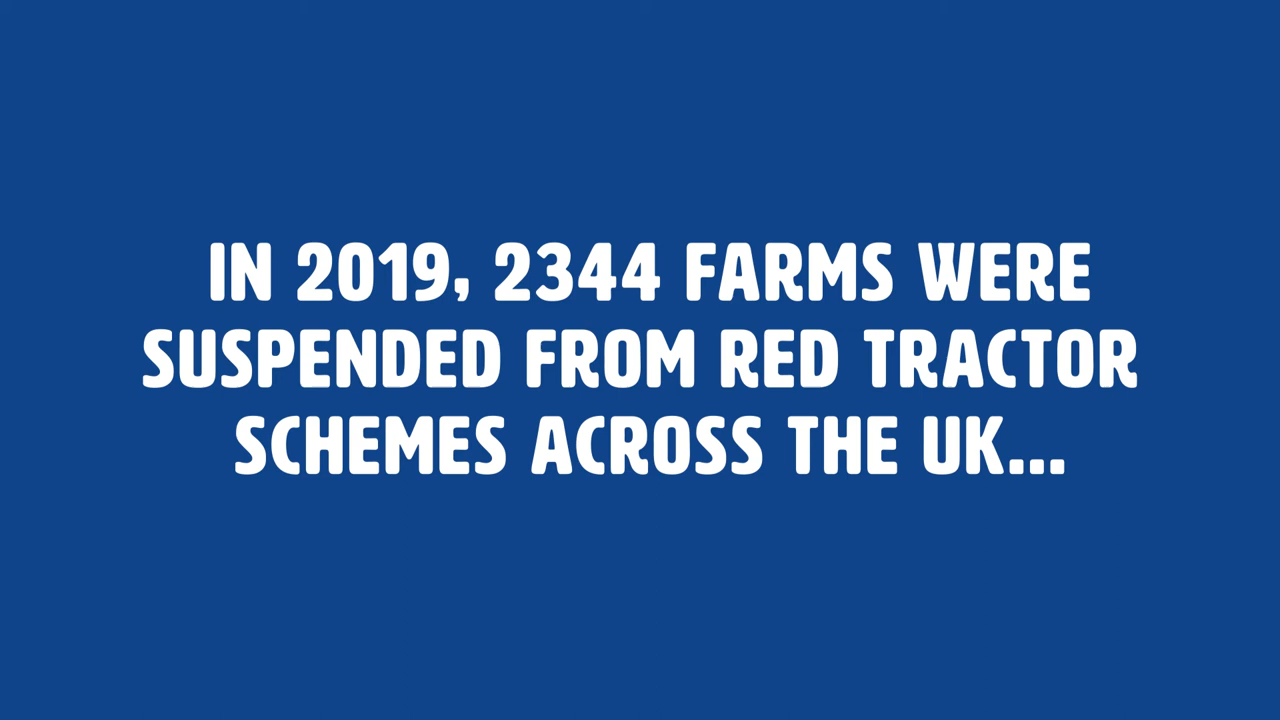 IN 2019, 2344 FARMS WERE
SUSPENDED FROM RED TRACTOR
SCHEMES ACROSS THE UK...